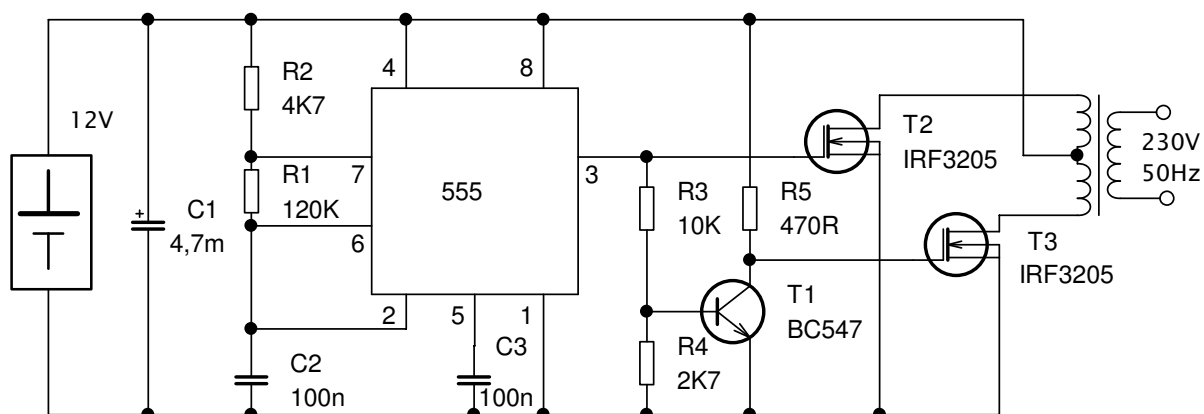 12V
+
C1
4,7m
R2
4K7
R1
120K
C2
100n
4
8
7
6
2
5
1
3
555
C3
100n
R3
10K
R4
2K7
R5
470R
T1
BC547
T2
IRF3205
T3
IRF3205
230V
50Hz